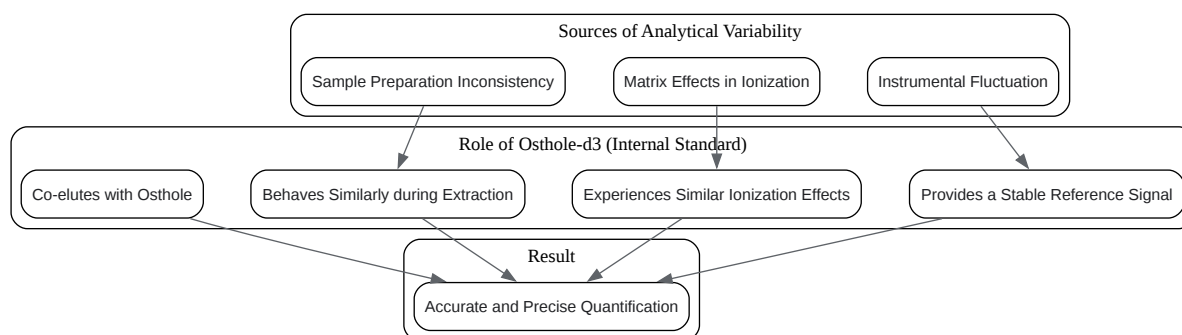 Sources of Analytical Variability
Sample Preparation Inconsistency
Matrix Effects in Ionization
Instrumental Fluctuation
Role of Osthole-d3 (Internal Standard)
Co-elutes with Osthole
Behaves Similarly during Extraction
Experiences Similar Ionization Effects
Provides a Stable Reference Signal
Result
Accurate and Precise Quantification